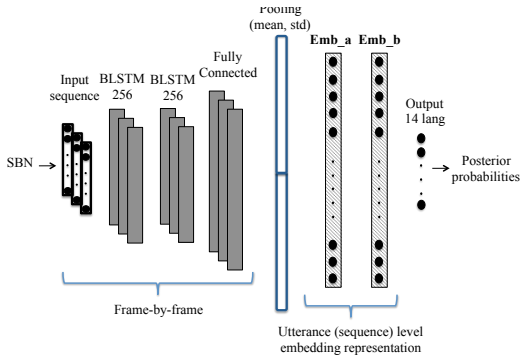 Pooling
(mean, std)
Emb_a Emb_b
Fully
Connected
Input
sequence
BLSTM
256
BLSTM
256
Output
14 lang
SBN
Posterior
probabilities
Frame-by-frame
Utterance (sequence) level
embedding representation